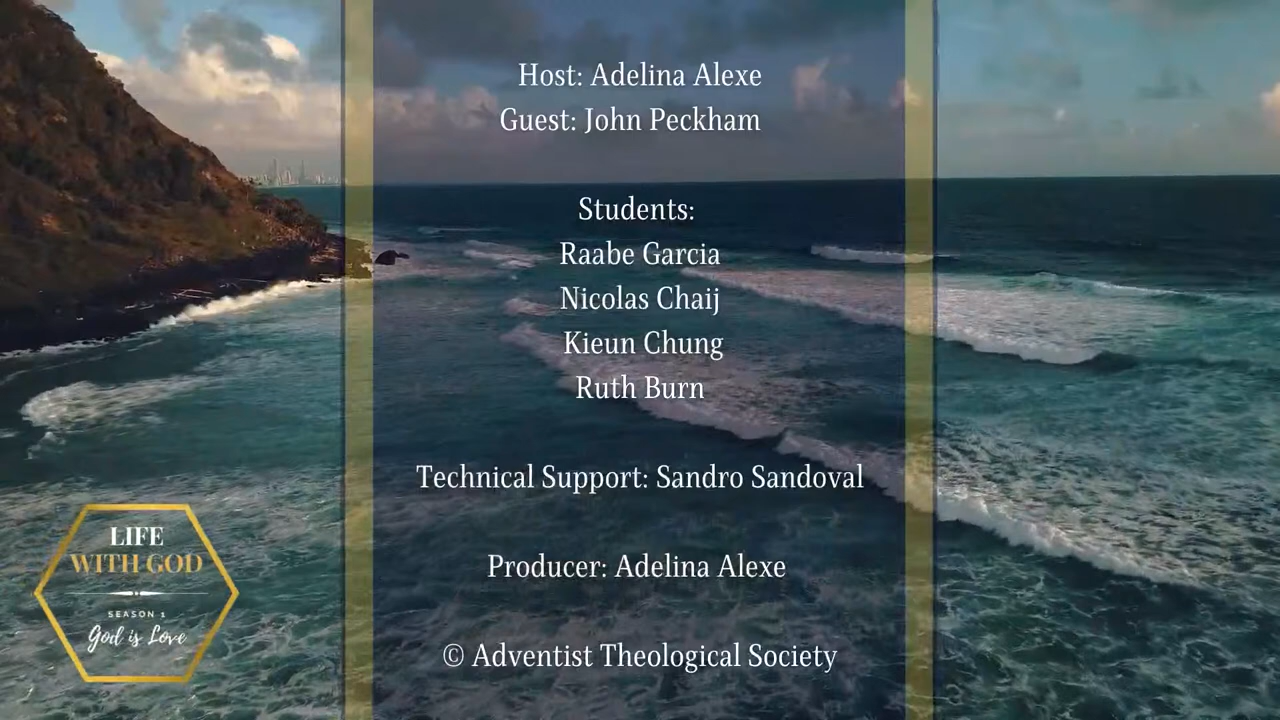 Host: Adelina Alexe
Guest: John Peckham
Students:
Raabe Garcia
Nicolas Chaij
Kieun Chung
Ruth Burn
Technical Support: Sandro Sandoval
Producer: Adelina Alexe
© Adventist Theological Society
LIFE
WITH GOD
SEASON 1
God is Love